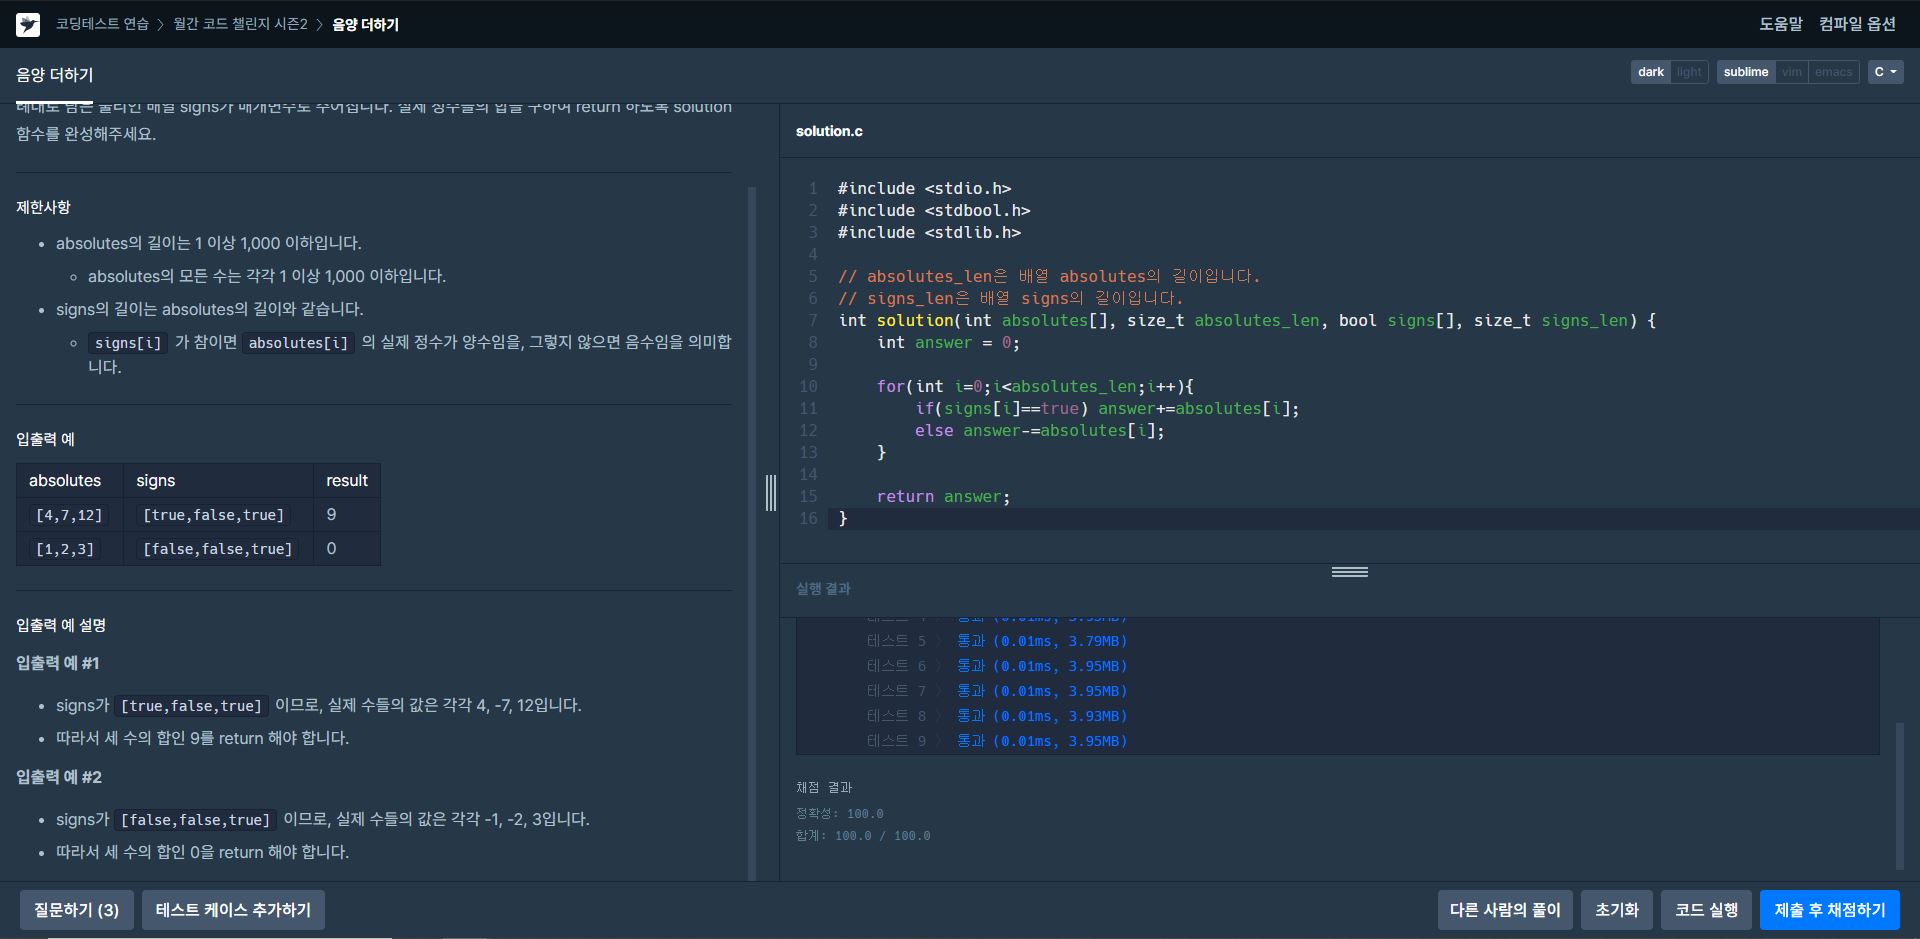 코딩테스트 연습 > 월간 코드 챌린지 시즌2 > 음양 더하기
도움말 컴파일 옵션
음양 더하기
dark light sublime vim emacs C
함수를 완성해주세요.
제한사항
• absolutes의 길이는 1 이상 1,000 이하입니다.
◦ absolutes의 모든 수는 각각 1 이상 1,000 이하입니다.
• signs의 길이는 absolutes의 길이와 같습니다.
◦ signs[i] 가 참이면 absolutes[i] 의 실제 정수가 양수임을, 그렇지 않으면 음수임을 의미합
니다.
입출력 예
absolutes signs result
[4,7,12] [true,false,true] 9
[1,2,3] [false,false,true] 0
입출력 예 설명
입출력 예 #1
• signs가 [true,false,true] 이므로, 실제 수들의 값은 각각 4, -7, 12입니다.
• 따라서 세 수의 합인 9를 return 해야 합니다.
입출력 예 #2
• signs가 [false,false,true] 이므로, 실제 수들의 값은 각각 -1, -2, 3입니다.
• 따라서 세 수의 합인 0을 return 해야 합니다.
solution.c
1 #include <stdio.h>
2 #include <stdbool.h>
3 #include <stdlib.h>
4
5 // absolutes_len은 배열 absolutes의 길이입니다.
6 // signs_len은 배열 signs의 길이입니다.
7 int solution(int absolutes[], size_t absolutes_len, bool signs[], size_t signs_len) {
8     int answer = 0;
9
10     for(int i=0;i<absolutes_len;i++){
11         if(signs[i]==true) answer+=absolutes[i];
12         else answer-=absolutes[i];
13     }
14
15     return answer;
16 }
실행 결과
테스트 5 > 통과 (0.01ms, 3.79MB)
테스트 6 > 통과 (0.01ms, 3.95MB)
테스트 7 > 통과 (0.01ms, 3.95MB)
테스트 8 > 통과 (0.01ms, 3.93MB)
테스트 9 > 통과 (0.01ms, 3.95MB)
채점 결과
정확성: 100.0
합계: 100.0 / 100.0
질문하기 (3) 테스트 케이스 추가하기 다른 사람의 풀이 초기화 코드 실행 제출 후 채점하기